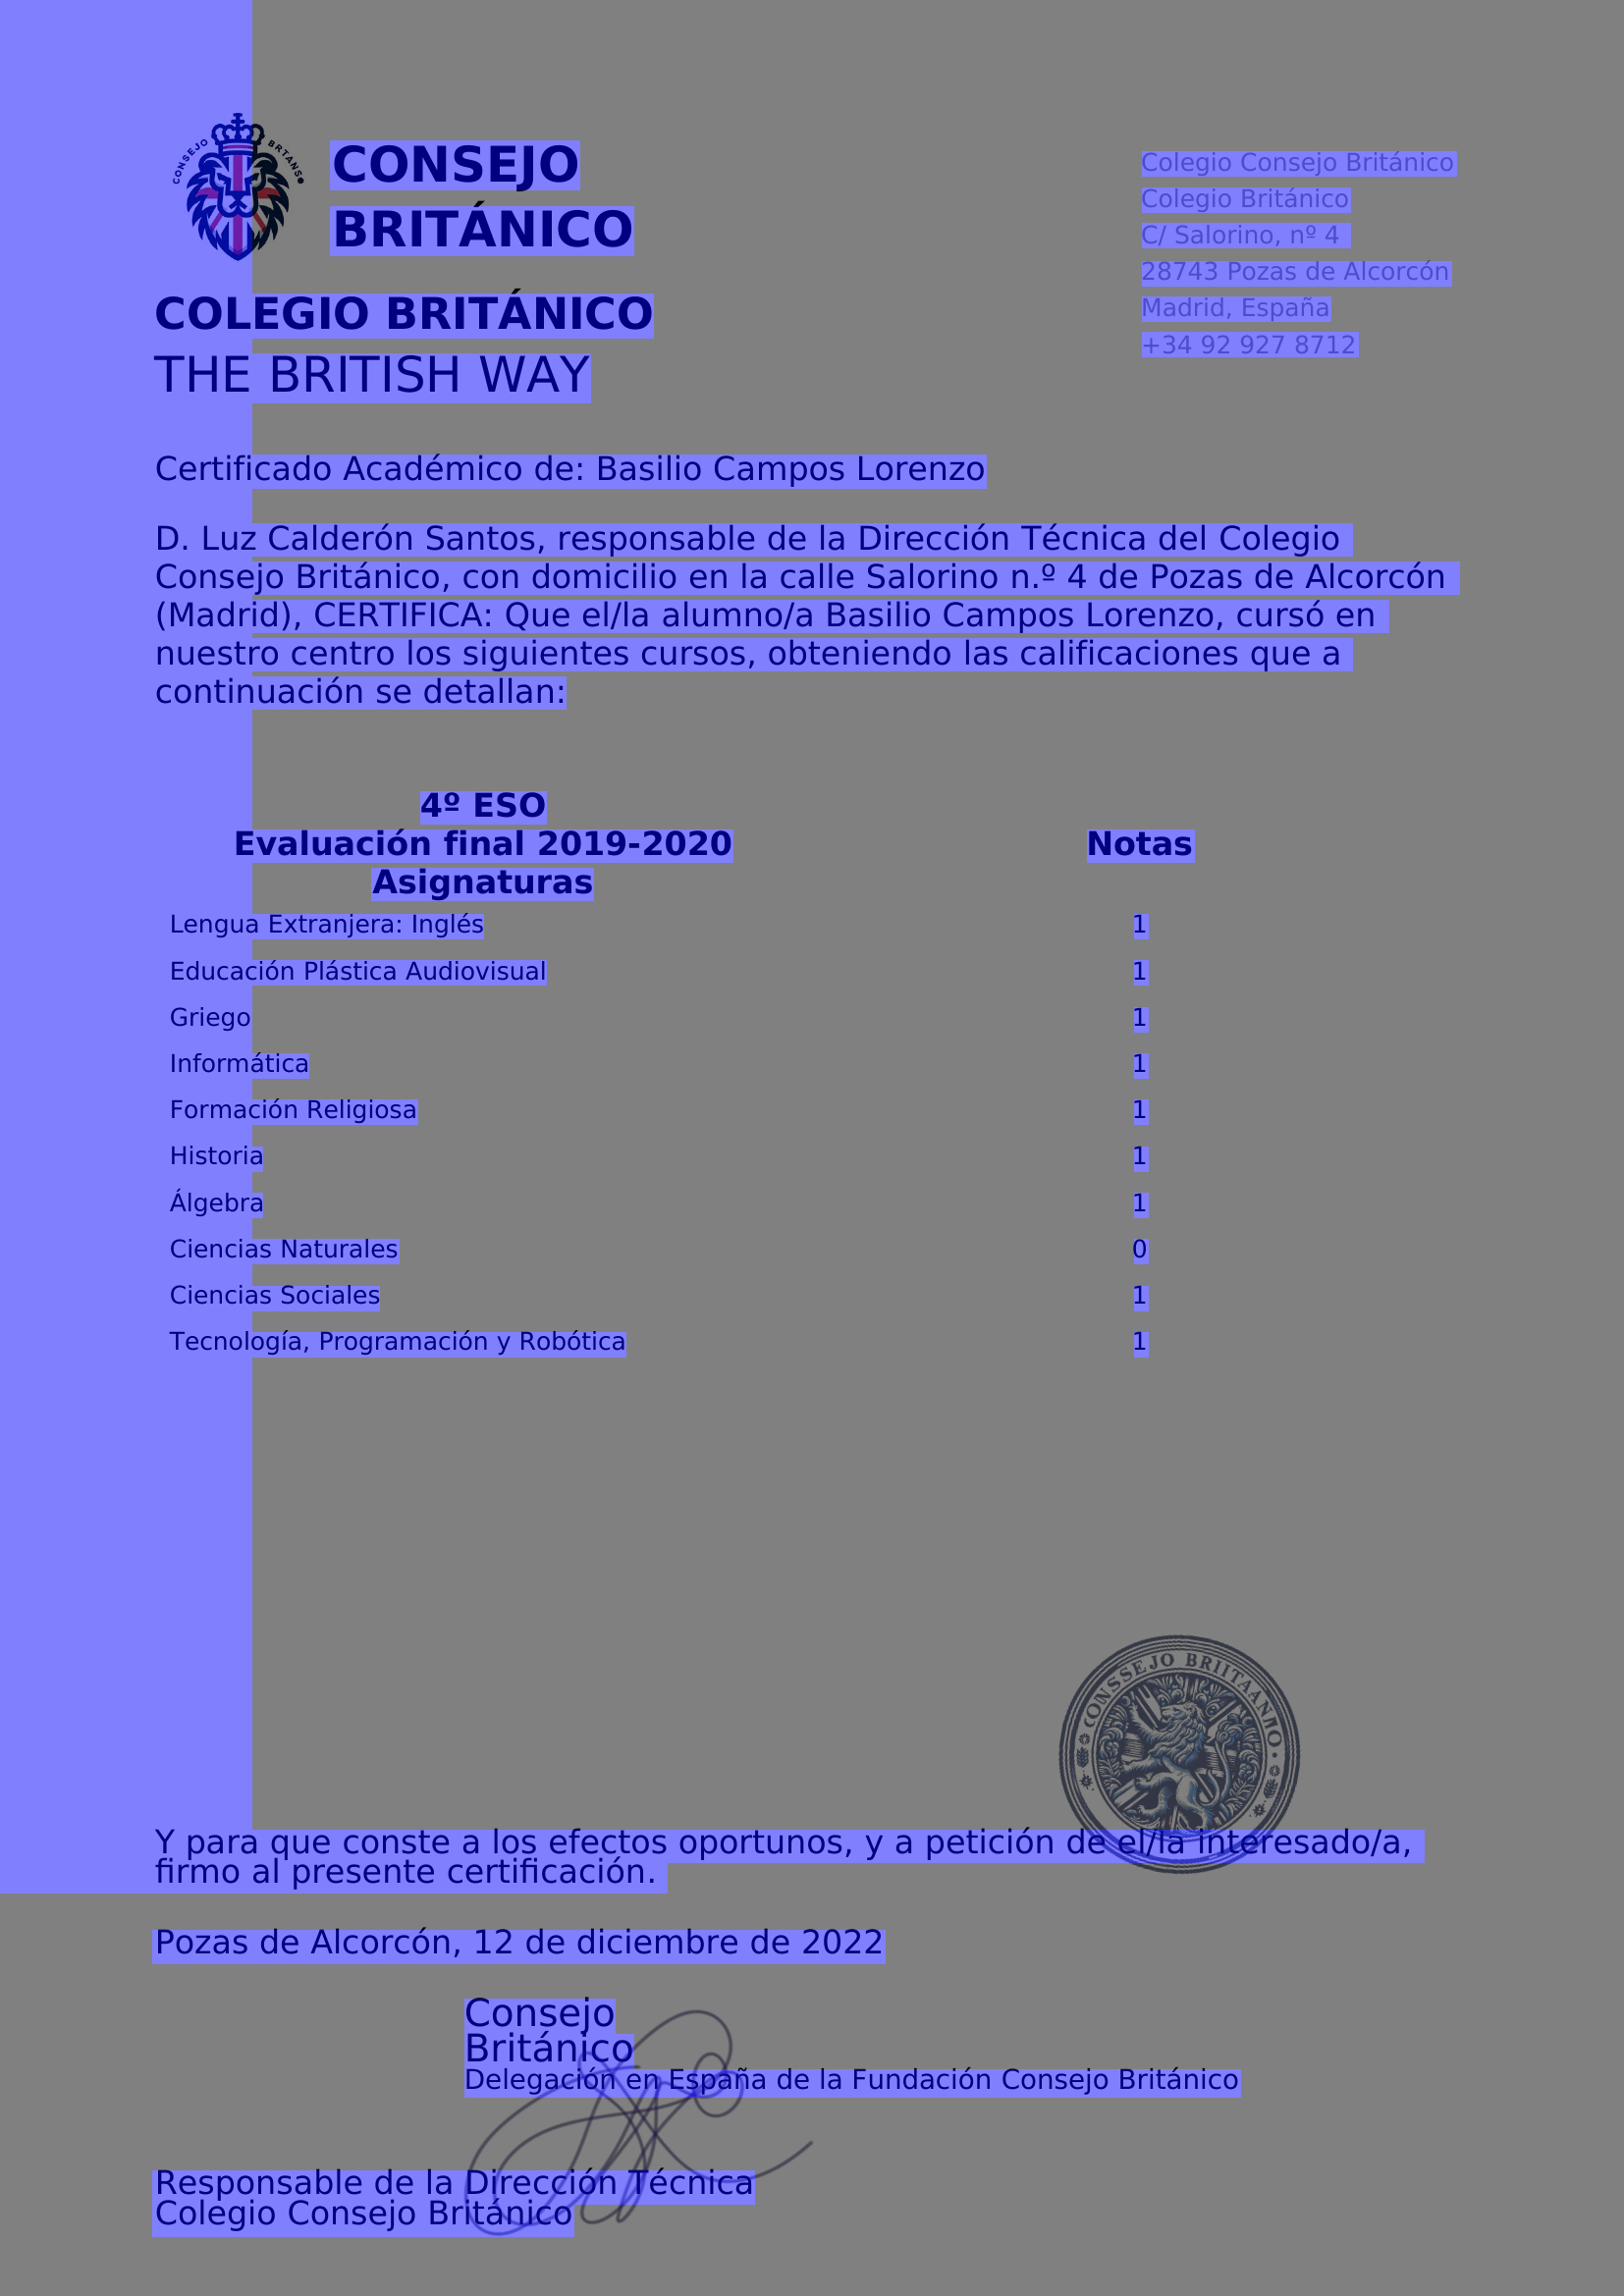 CONSEJO BRTANSO
CONSEJO
BRITÁNICO
COLEGIO BRITÁNICO
THE BRITISH WAY
Colegio Consejo Británico
Colegio Británico
C/ Salorino, nº 4
28743 Pozas de Alcorcón
Madrid, España
+34 92 927 8712
Certificado Académico de: Basilio Campos Lorenzo
D. Luz Calderón Santos, responsable de la Dirección Técnica del Colegio
Consejo Británico, con domicilio en la calle Salorino n.º 4 de Pozas de Alcorcón
(Madrid), CERTIFICA: Que el/la alumno/a Basilio Campos Lorenzo, cursó en
nuestro centro los siguientes cursos, obteniendo las calificaciones que a
continuación se detallan:
4º ESO
Evaluación final 2019-2020 Notas
Asignaturas
Lengua Extranjera: Inglés 1
Educación Plástica Audiovisual 1
Griego 1
Informática 1
Formación Religiosa 1
Historia 1
Álgebra 1
Ciencias Naturales 0
Ciencias Sociales 1
Tecnología, Programación y Robótica 1
CONSSEJO BRIITAANIIO
Y para que conste a los efectos oportunos, y a petición de el/la interesado/a,
firmo al presente certificación.
Pozas de Alcorcón, 12 de diciembre de 2022
Consejo
Británico
Delegación en España de la Fundación Consejo Británico
Responsable de la Dirección Técnica
Colegio Consejo Británico